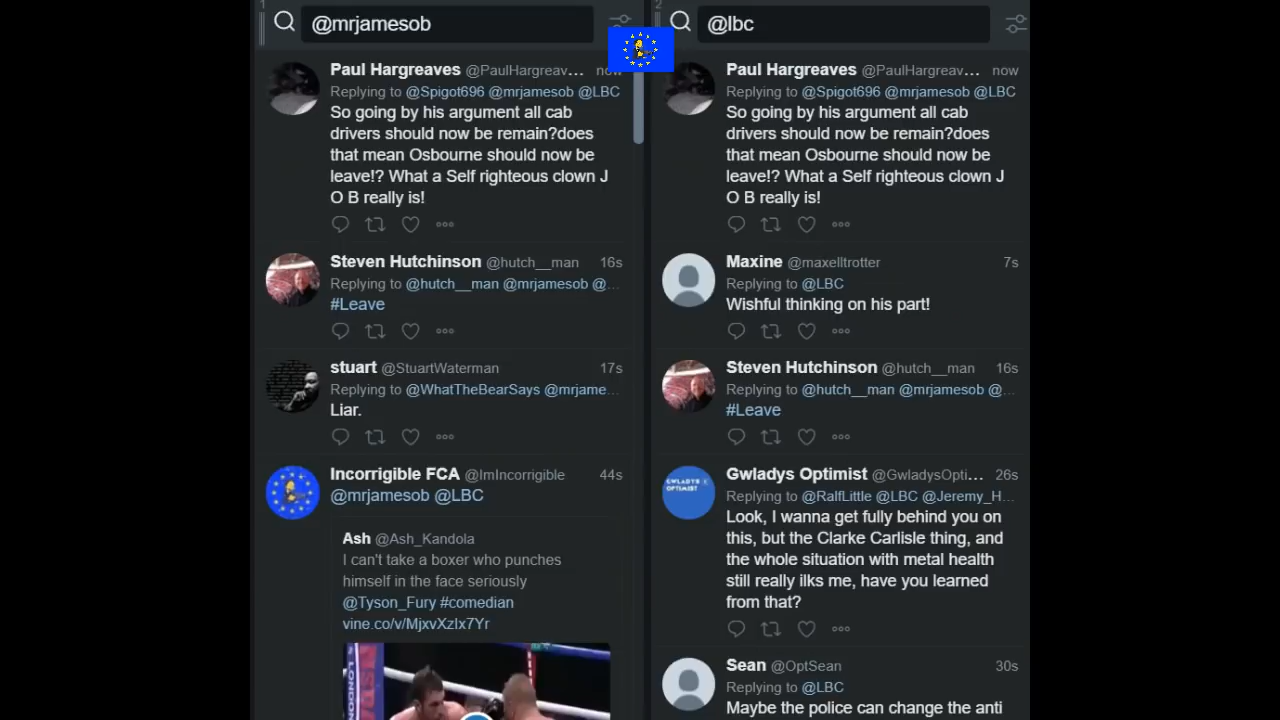 1
@mrjamesob
Paul Hargreaves @PaulHargreav… now
Replying to @Spigot696 @mrjamesob @LBC
So going by his argument all cab
drivers should now be remain?does
that mean Osbourne should now be
leave!? What a Self righteous clown J
O B really is!
Steven Hutchinson @hutch__man 16s
Replying to @hutch__man @mrjamesob @…
#Leave
stuart @StuartWaterman 17s
Replying to @WhatTheBearSays @mrjame…
Liar.
Incorrigible FCA @ImIncorrigible 44s
@mrjamesob @LBC
Ash @Ash_Kandola
I can't take a boxer who punches
himself in the face seriously
@Tyson_Fury #comedian
vine.co/v/MjxvXzIx7Yr
2
@lbc
Paul Hargreaves @PaulHargreav… now
Replying to @Spigot696 @mrjamesob @LBC
So going by his argument all cab
drivers should now be remain?does
that mean Osbourne should now be
leave!? What a Self righteous clown J
O B really is!
Maxine @maxelltrotter 7s
Replying to @LBC
Wishful thinking on his part!
Steven Hutchinson @hutch__man 16s
Replying to @hutch__man @mrjamesob @…
#Leave
GWLADYS
OPTIMIST
Gwladys Optimist @GwladysOpti… 26s
Replying to @RalfLittle @LBC @Jeremy_H…
Look, I wanna get fully behind you on
this, but the Clarke Carlisle thing, and
the whole situation with metal health
still really ilks me, have you learned
from that?
Sean @OptSean 30s
Replying to @LBC
Maybe the police can change the anti